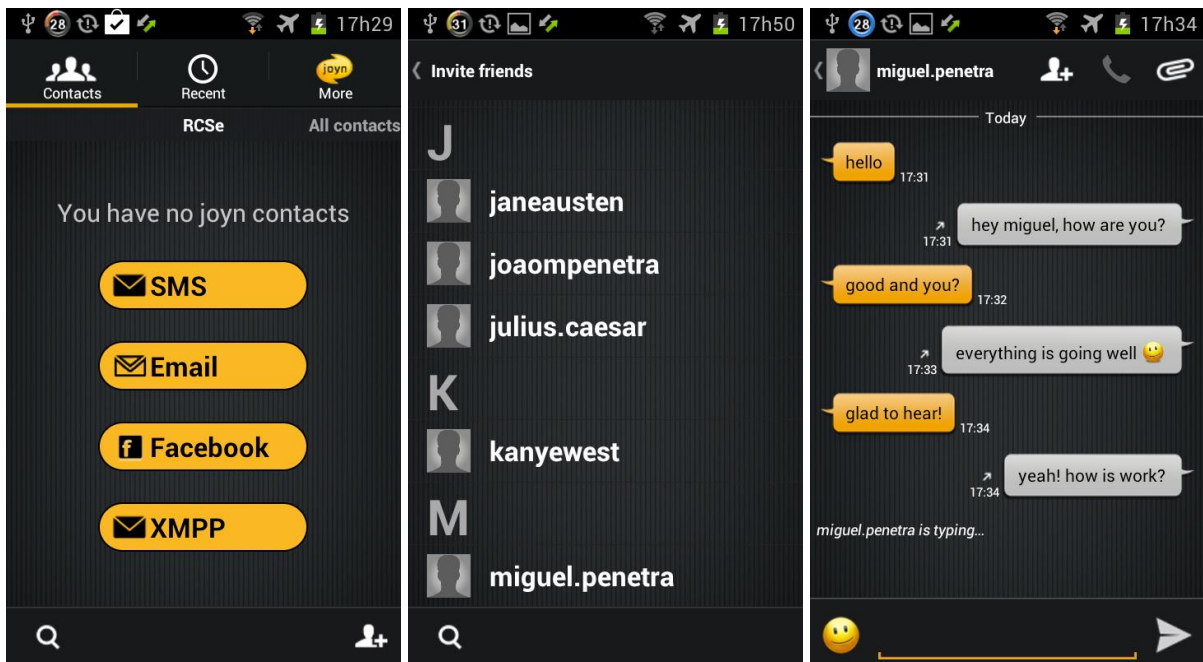 28
17h29
Contacts
Recent
joyn
More
RCSe
All contacts
You have no joyn contacts
SMS
Email
f Facebook
XMPP
31
17h50
Invite friends
J
janeausten
joaompenetra
julius.caesar
K
kanyewest
M
miguel.penetra
28
17h34
miguel.penetra
Today
hello
17:31
hey miguel, how are you?
17:31
good and you?
17:32
everything is going well
17:33
glad to hear!
17:34
yeah! how is work?
17:34
miguel.penetra is typing...